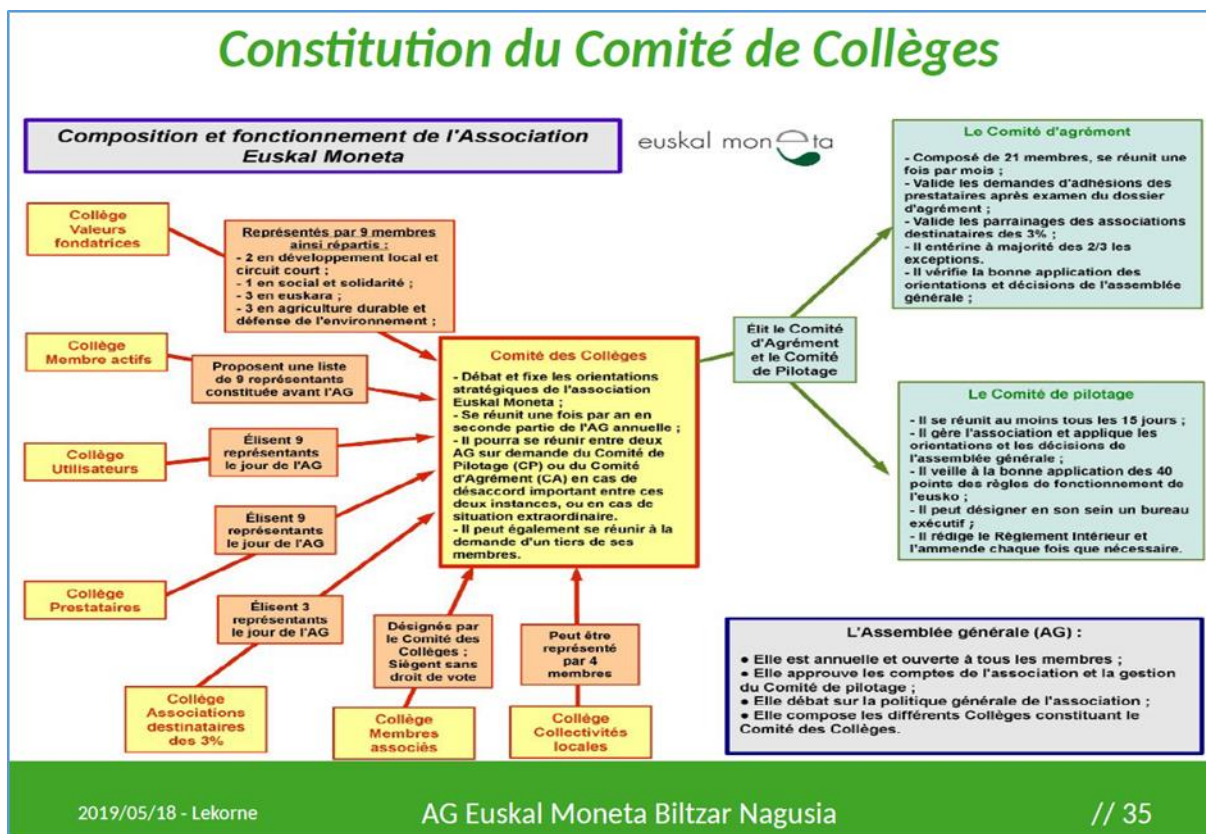 Constitution du Comité de Collèges
Composition et fonctionnement de l'Association
Euskal Moneta
euskal moneta
Collège
Valeurs
fondatrices
Représentés par 9 membres
ainsi répartis :
- 2 en développement local et
circuit court ;
- 1 en social et solidarité ;
- 3 en euskara ;
- 3 en agriculture durable et
défense de l'environnement ;
Collège
Membre actifs
Proposent une liste
de 9 représentants
constituée avant l'AG
Collège
Utilisateurs
Élisent 9
représentants
le jour de l'AG
Collège
Prestataires
Élisent 9
représentants
le jour de l'AG
Collège
Associations
destinataires
des 3%
Élisent 3
représentants
le jour de l'AG
Collège
Membres
associés
Désignés par
le Comité des
Collèges ;
Siègent sans
droit de vote
Collège
Collectivités
locales
Peut être
représenté
par 4
membres
Comité des Collèges
- Débat et fixe les orientations
stratégiques de l'association
Euskal Moneta ;
- Se réunit une fois par an en
seconde partie de l'AG annuelle ;
- Il pourra se réunir entre deux
AG sur demande du Comité de
Pilotage (CP) ou du Comité
d'Agrément (CA) en cas de
désaccord important entre ces
deux instances, ou en cas de
situation extraordinaire.
- Il peut également se réunir à la
demande d'un tiers de ses
membres.
Élit le Comité
d'Agrément
et le Comité
de Pilotage
Le Comité d'agrément
- Composé de 21 membres, se réunit une
fois par mois ;
- Valide les demandes d'adhésions des
prestataires après examen du dossier
d'agrément ;
- Valide les parrainages des associations
destinataires des 3% ;
- Il entérine à majorité des 2/3 les
exceptions.
- Il vérifie la bonne application des
orientations et décisions de l'assemblée
générale ;
Le Comité de pilotage
- Il se réunit au moins tous les 15 jours ;
- Il gère l'association et applique les
orientations et les décisions de
l'assemblée générale ;
- Il veille à la bonne application des 40
points des règles de fonctionnement de
l'eusko ;
- Il peut désigner en son sein un bureau
exécutif ;
- Il rédige le Règlement Intérieur et
l'ammende chaque fois que nécessaire.
L'Assemblée générale (AG) :
● Elle est annuelle et ouverte à tous les membres ;
● Elle approuve les comptes de l'association et la gestion
du Comité de pilotage ;
● Elle débat sur la politique générale de l'association ;
● Elle compose les différents Collèges constituant le
Comité des Collèges.
2019/05/18 - Lekorne
AG Euskal Moneta Biltzar Nagusia
// 35